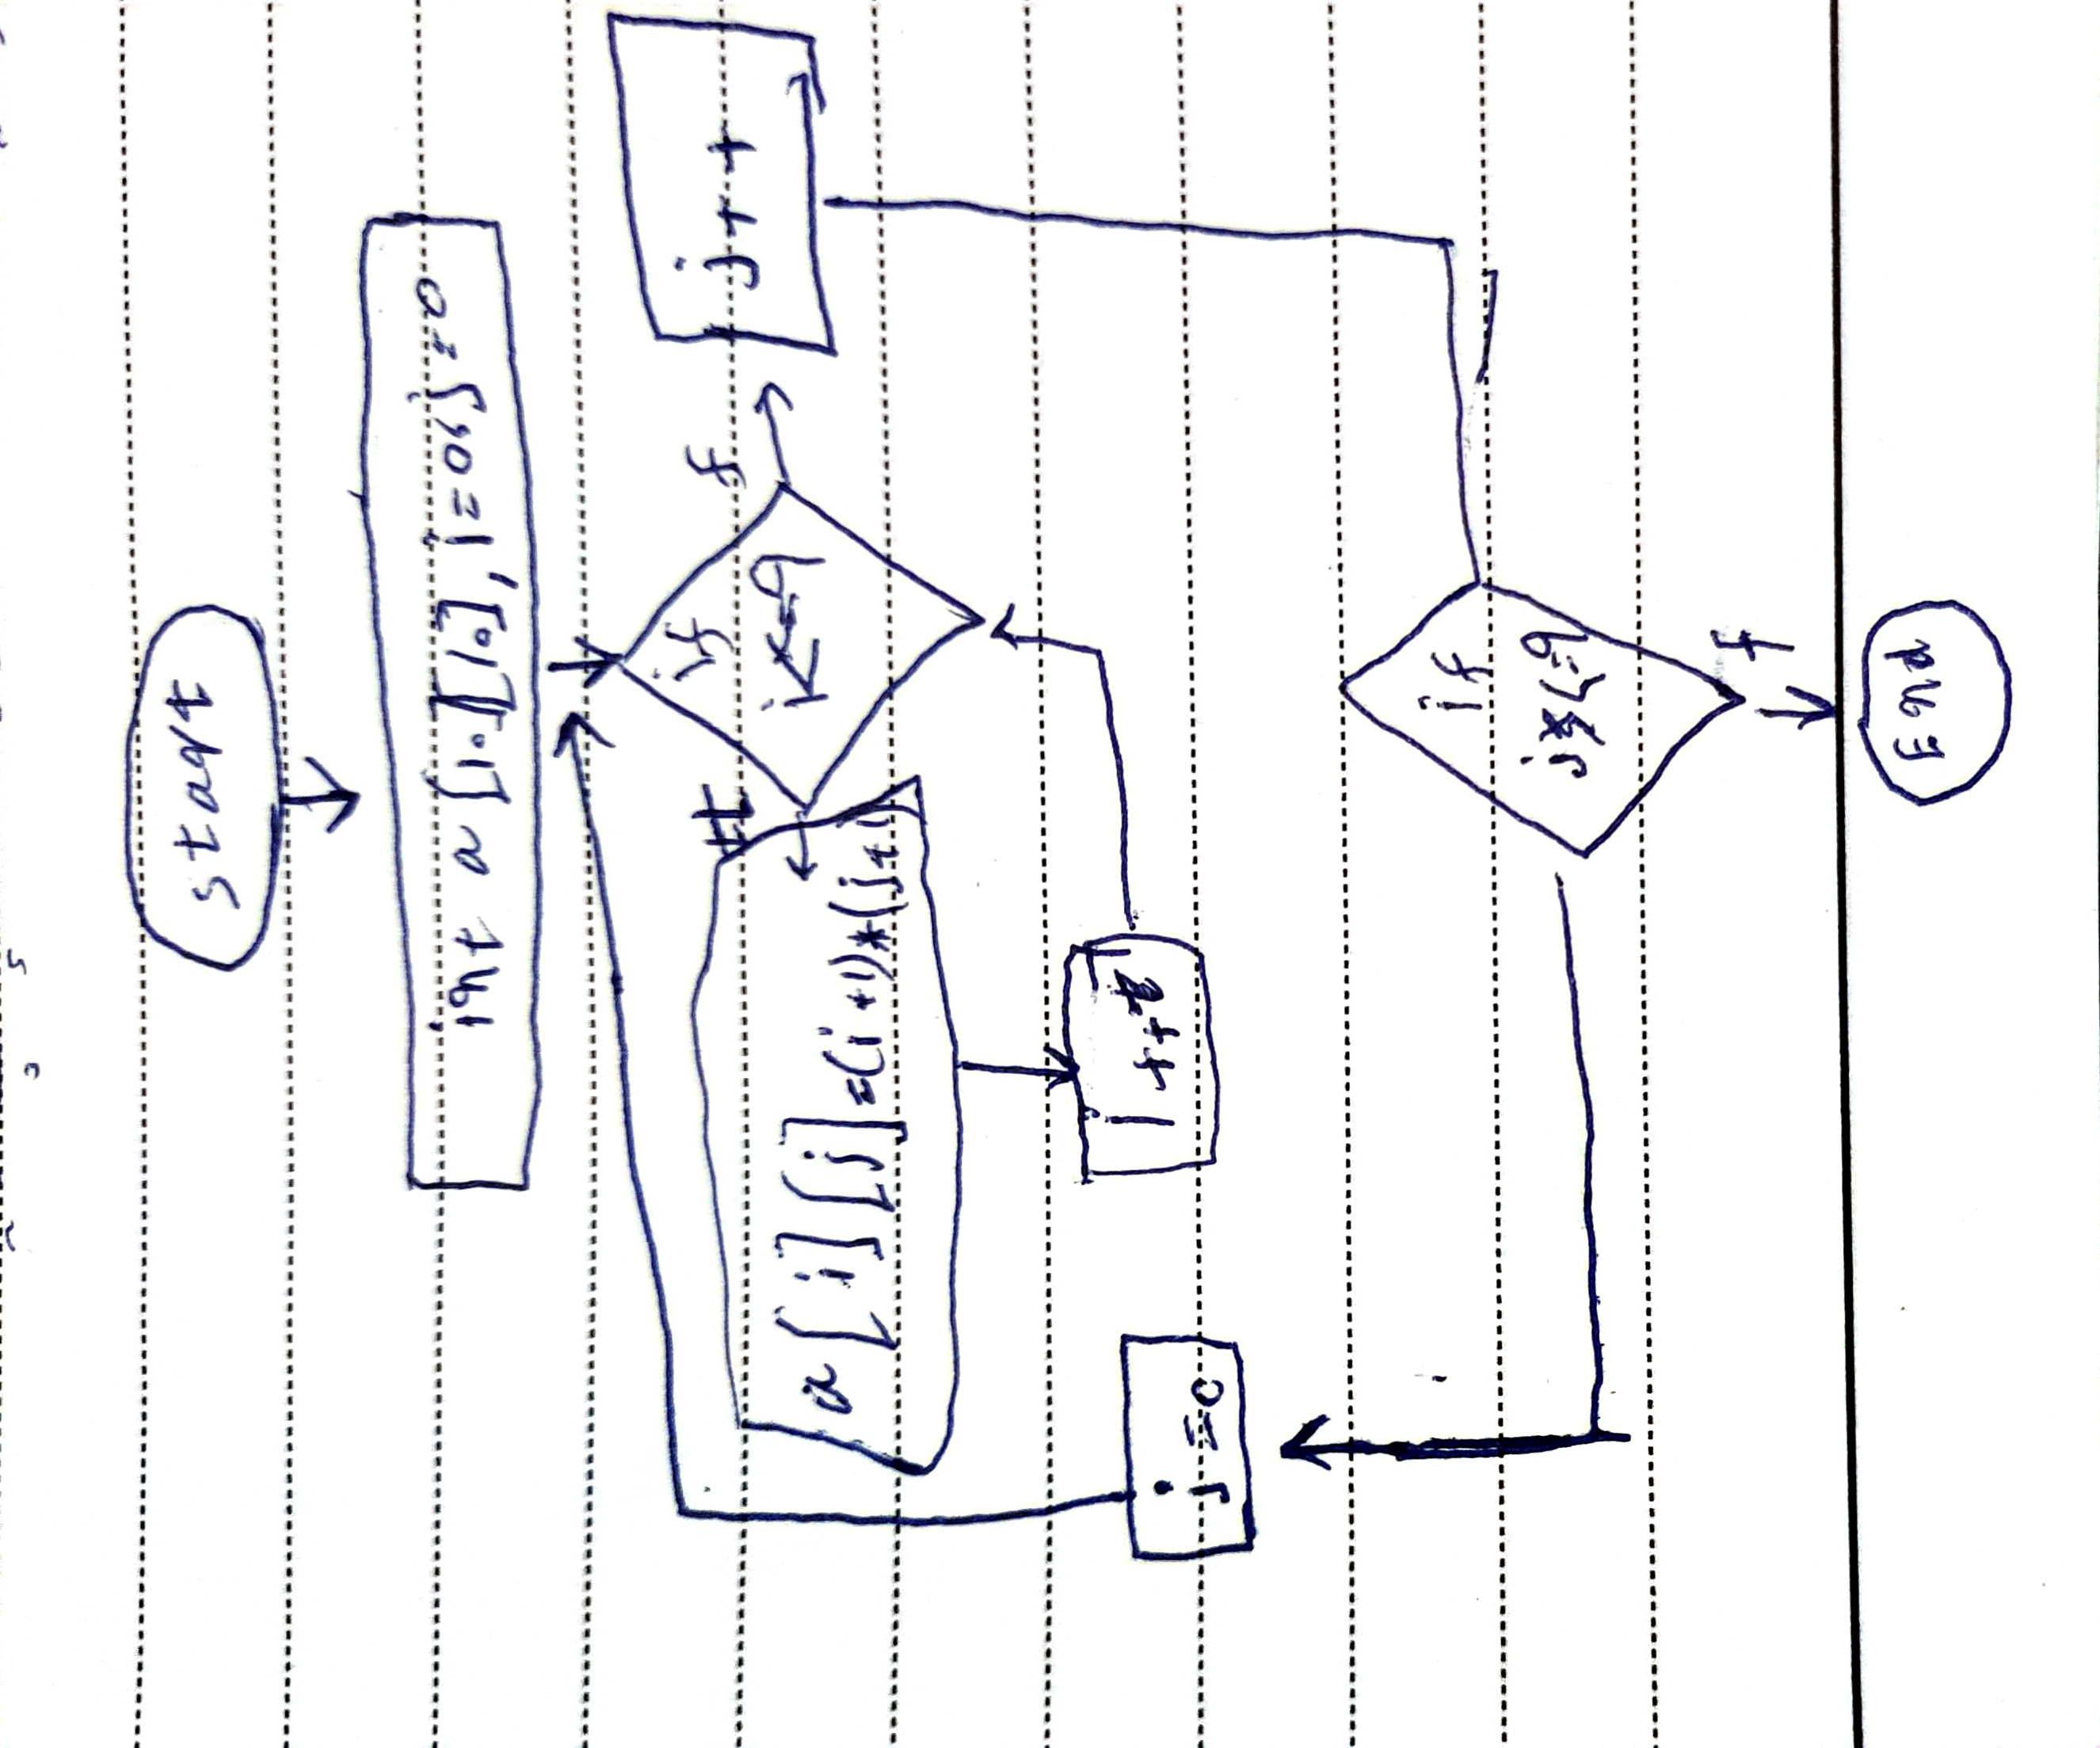 start
int a [10][10], i=0, j=0
if
i<=9
t
f
j++
a[i][j]=(i+1)*(j+1)
i++
j=0
if
j<=9
f
End